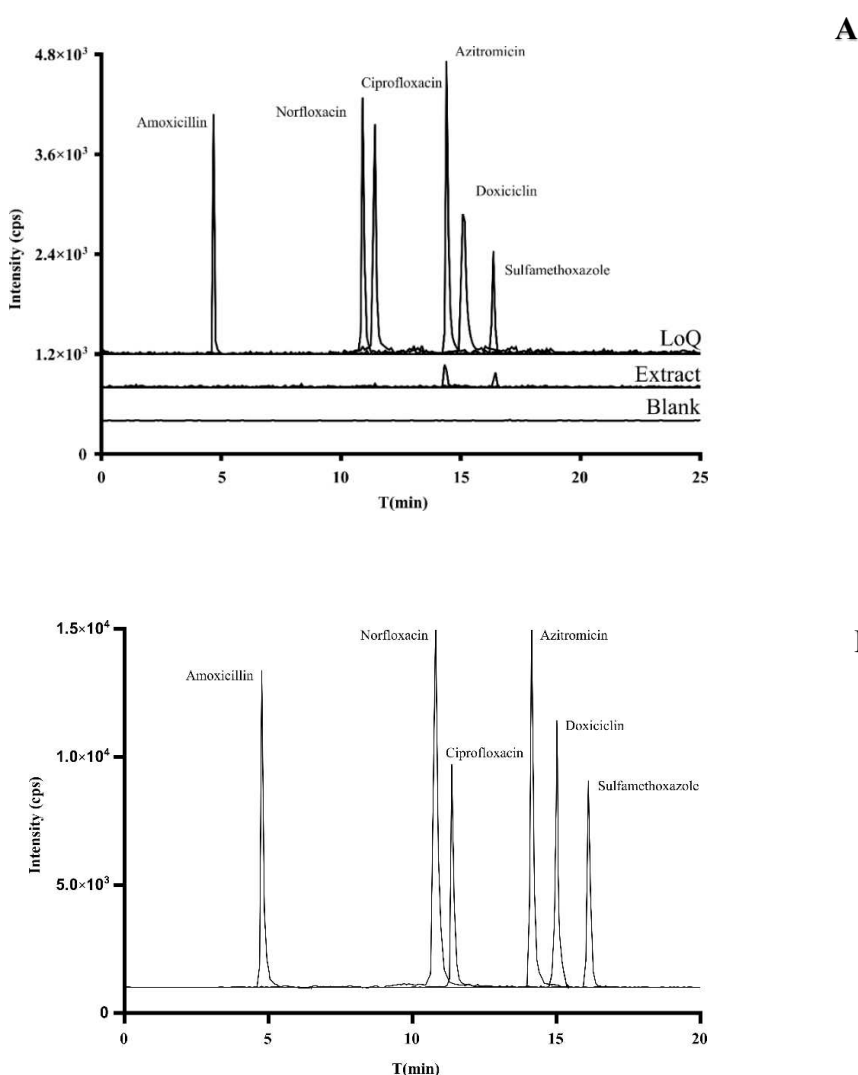 A
4.8×10³
Azitromicin
Ciprofloxacin
Norfloxacin
Amoxicillin
3.6×10³
Doxiciclin
2.4×10³
Sulfamethoxazole
Intensity (cps)
LoQ
1.2×10³
Extract
Blank
0
0 5 10 15 20 25
T(min)
1.5×10⁴
Norfloxacin
Azitromicin
Amoxicillin
Doxiciclin
Ciprofloxacin
1.0×10⁴
Sulfamethoxazole
Intensity (cps)
5.0×10³
0
0 5 10 15 20
T(min)